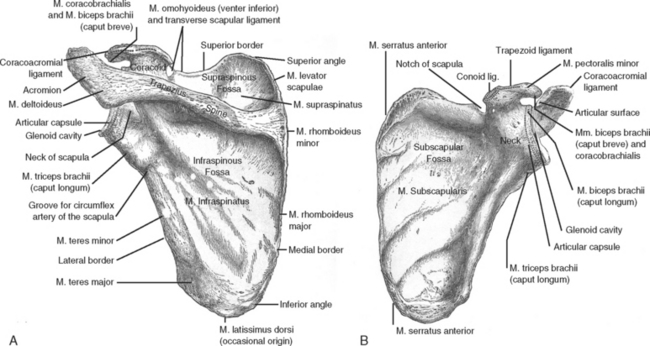 M. coracobrachialis
and M. biceps brachii
(caput breve)
M. omohyoideus (venter inferior)
and transverse scapular ligament
Superior border
Superior angle
Coracoacromial
ligament
Coracoid
Supraspinous
Fossa
M. levator
scapulae
Acromion
Trapezius
Spine
M. supraspinatus
M. deltoideus
Articular capsule
Glenoid cavity
M. rhomboideus
minor
Neck of scapula
Infraspinous
Fossa
M. triceps brachii
(caput longum)
Groove for circumflex
artery of the scapula
M. Infraspinatus
M. rhomboideus
major
M. teres minor
Lateral border
Medial border
M. teres major
Inferior angle
M. latissimus dorsi
(occasional origin)
A
M. serratus anterior
Trapezoid ligament
Notch of scapula
M. pectoralis minor
Conoid lig.
Coracoacromial
ligament
Articular surface
Neck
Mm. biceps brachii
(caput breve) and
coracobrachialis
Subscapular
Fossa
M. Subscapularis
M. biceps brachii
(caput longum)
Glenoid cavity
Articular capsule
M. triceps brachii
(caput longum)
M. serratus anterior
B